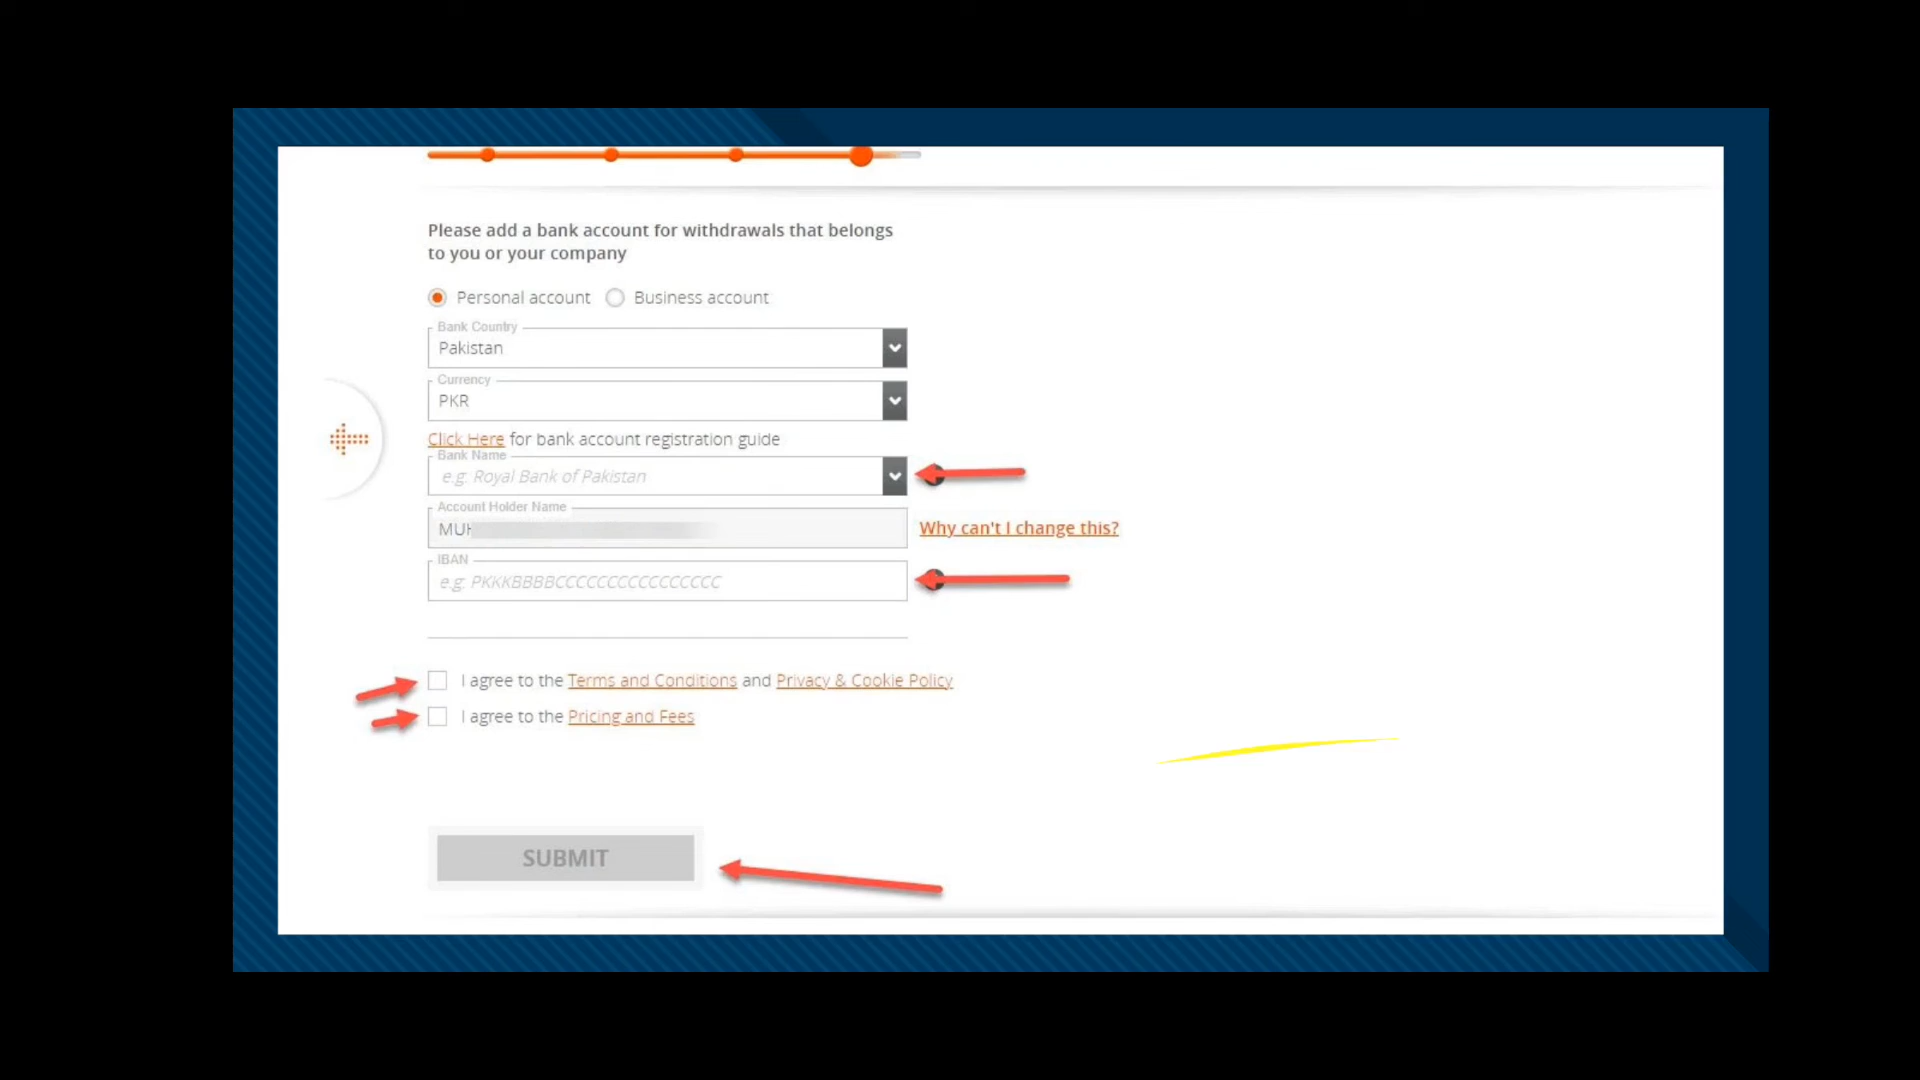 Please add a bank account for withdrawals that belongs
to you or your company
Personal account Business account
Bank Country
Pakistan
Currency
PKR
Click Here for bank account registration guide
Bank Name
e.g: Royal Bank of Pakistan
Account Holder Name
Why can't I change this?
IBAN
e.g: PKKKBBBBCCCCCCCCCCCCCCCC
I agree to the Terms and Conditions and Privacy & Cookie Policy
I agree to the Pricing and Fees
SUBMIT